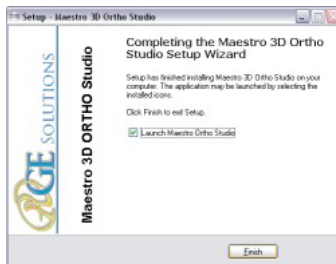 Setup - Maestro 3D Ortho Studio
AGE SOLUTIONS
Maestro 3D ORTHO Studio
Completing the Maestro 3D Ortho
Studio Setup Wizard
Setup has finished installing Maestro 3D Ortho Studio on your
computer. The application may be launched by selecting the
installed icons.
Click Finish to exit Setup.
Launch Maestro Ortho Studio
Finish